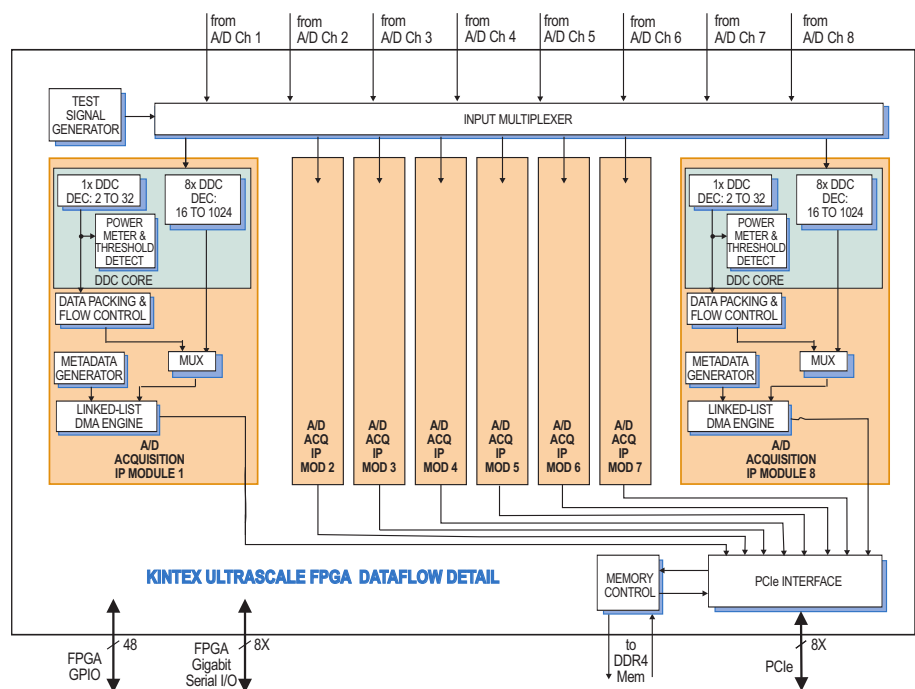 from
A/D Ch 1
from
A/D Ch 2
from
A/D Ch 3
from
A/D Ch 4
from
A/D Ch 5
from
A/D Ch 6
from
A/D Ch 7
from
A/D Ch 8
TEST
SIGNAL
GENERATOR
INPUT MULTIPLEXER
1x DDC
DEC: 2 TO 32
8x DDC
DEC:
16 TO 1024
POWER
METER &
THRESHOLD
DETECT
DDC CORE
DATA PACKING &
FLOW CONTROL
METADATA
GENERATOR
MUX
LINKED-LIST
DMA ENGINE
A/D
ACQUISITION
IP MODULE 1
A/D
ACQ
IP
MOD 2
A/D
ACQ
IP
MOD 3
A/D
ACQ
IP
MOD 4
A/D
ACQ
IP
MOD 5
A/D
ACQ
IP
MOD 6
A/D
ACQ
IP
MOD 7
1x DDC
DEC: 2 TO 32
8x DDC
DEC:
16 TO 1024
POWER
METER &
THRESHOLD
DETECT
DDC CORE
DATA PACKING &
FLOW CONTROL
METADATA
GENERATOR
MUX
LINKED-LIST
DMA ENGINE
A/D
ACQUISITION
IP MODULE 8
KINTEX ULTRASCALE FPGA DATAFLOW DETAIL
MEMORY
CONTROL
PCIe INTERFACE
48
FPGA
GPIO
8X
FPGA
Gigabit
Serial I/O
to
DDR4
Mem
8X
PCIe